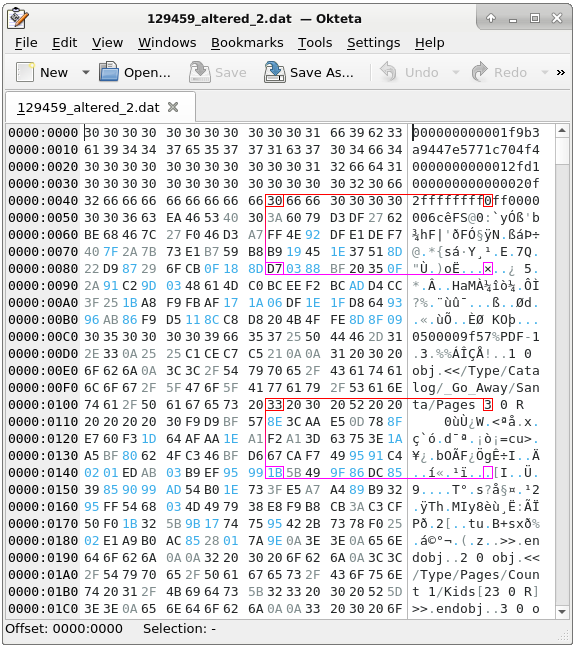 129459_altered_2.dat — Okteta
File Edit View Windows Bookmarks Tools Settings Help
New Open... Save Save As... Undo Redo »
129459_altered_2.dat
0000:0000 30 30 30 30 30 30 30 30 30 30 30 31 66 39 62 33 000000000001f9b3
0000:0010 61 39 34 34 37 65 35 37 37 31 63 37 30 34 66 34 a9447e5771c704f4
0000:0020 30 30 30 30 30 30 30 30 30 30 30 31 32 66 64 31 0000000000012fd1
0000:0030 30 30 30 30 30 30 30 30 30 30 30 30 30 32 30 66 000000000000020f
0000:0040 32 66 66 66 66 66 66 66 66 30 66 66 30 30 30 30 2ffffffff0ff0000
0000:0050 30 30 36 63 EA 46 53 40 30 3A 60 79 D3 DF 27 62 006cêFS@0:`yÓß'b
0000:0060 BE 68 46 7C 27 F0 46 D3 A7 FF 4E 92 DF E1 DE F7 ¾hF|'ðFÓ§ÿN.ßáÞ÷
0000:0070 40 7F 2A 7B 73 E1 B7 59 B8 B9 19 45 1E 37 51 8D @.*{sá·Y¸¹.E.7Q.
0000:0080 22 D9 87 29 6F CB 0F 18 8D D7 03 88 BF 20 35 0F "Ù.)oË...×..¿ 5.
0000:0090 2A 91 C2 9D 03 48 61 4D C0 BC EE F2 BC AD D4 CC *.Â..HaMÀ¼îò¼.ÔÌ
0000:00A0 3F 25 1B A8 F9 FB AF 17 1A 06 DF 1E 1F D8 64 93 ?%.¨ùû¯...ß..Ød.
0000:00B0 96 AB 86 F9 D5 11 8C C8 D8 20 4B 4F FE 8D 8F 09 .«.ùÕ..ÈØ KOþ...
0000:00C0 30 35 30 30 30 30 39 66 35 37 25 50 44 46 2D 31 0500009f57%PDF-1
0000:00D0 2E 33 0A 25 25 C1 CE C7 C5 21 0A 0A 31 20 30 20 .3.%%ÁÎÇÅ!..1 0
0000:00E0 6F 62 6A 0A 3C 3C 2F 54 79 70 65 2F 43 61 74 61 obj.<</Type/Cata
0000:00F0 6C 6F 67 2F 5F 47 6F 5F 41 77 61 79 2F 53 61 6E log/_Go_Away/San
0000:0100 74 61 2F 50 61 67 65 73 20 33 20 30 20 52 20 20 ta/Pages 3 0 R
0000:0110 20 20 20 20 30 F9 D9 BF 57 8E 3C AA E5 0D 78 8F     0ùÙ¿W.<ªå.x.
0000:0120 E7 60 F3 1D 64 AF AA 1E A1 F2 A1 3D 63 75 3E 1A ç`ó.d¯ª.¡ò¡=cu>.
0000:0130 A5 BF 80 62 4F C3 46 BF D6 67 CA F7 49 95 91 C4 ¥¿.bOÃF¿ÖgÊ÷I..Ä
0000:0140 02 01 ED AB 03 B9 EF 95 99 1B 5B 49 9F 86 DC 85 ..í«.¹ï...[I..Ü.
0000:0150 39 85 90 99 AD 54 B0 1E 73 3F E5 A7 A4 89 B9 32 9....T°.s?å§¤.¹2
0000:0160 95 FF 54 68 03 4D 49 79 38 E8 F9 B8 CB 3A C3 CF .ÿTh.MIy8èù¸Ë:ÃÏ
0000:0170 50 F0 1B 32 5B 9B 17 74 75 95 42 2B 73 78 F0 25 Pð.2[..tu.B+sxð%
0000:0180 02 E1 A9 B0 AC 85 28 01 7A 9E 0A 3E 3E 0A 65 6E .á©°¬.(.z..>>.en
0000:0190 64 6F 62 6A 0A 0A 32 20 30 20 6F 62 6A 0A 3C 3C dobj..2 0 obj.<<
0000:01A0 2F 54 79 70 65 2F 50 61 67 65 73 2F 43 6F 75 6E /Type/Pages/Coun
0000:01B0 74 20 31 2F 4B 69 64 73 5B 32 33 20 30 20 52 5D t 1/Kids[23 0 R]
0000:01C0 3E 3E 0A 65 6E 64 6F 62 6A 0A 0A 33 20 30 20 6F >>.endobj..3 0 o
Offset: 0000:0000 Selection: -